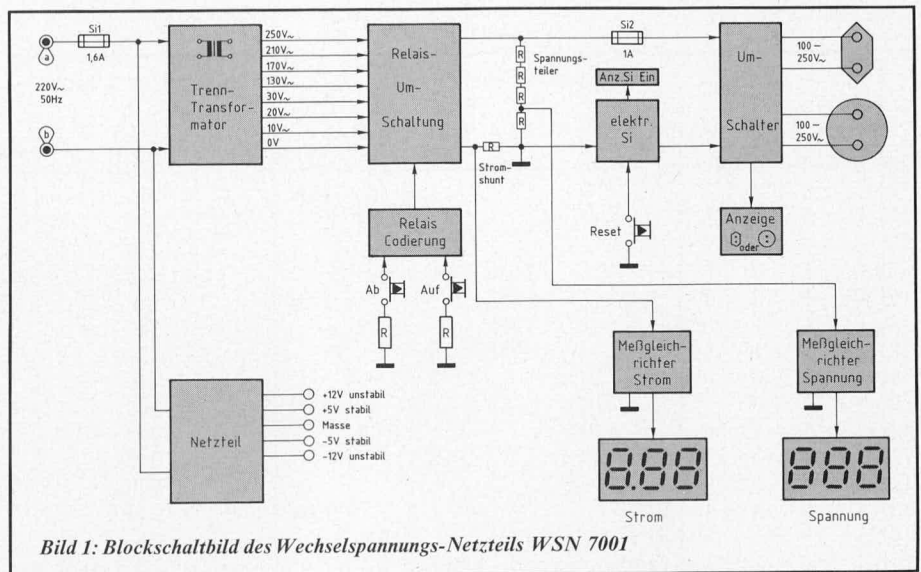 Si1
1,6A
a
220V~
50Hz
b
Trenn-
Transfor-
mator
250V~
210V~
170V~
130V~
30V~
20V~
10V~
0V
Relais-
Um-
Schaltung
R
Strom-
shunt
R
R
R
R
Spannungs-
teiler
Si2
1A
Anz.Si Ein
elektr.
Si
Reset
Um-
Schalter
100 –
250V~
100 –
250V~
Anzeige
oder
Relais
Codierung
Ab
Auf
R
R
Netzteil
+12V unstabil
+5V stabil
Masse
-5V stabil
-12V unstabil
Meßgleich-
richter
Strom
Meßgleich-
richter
Spannung
8.88
888
Strom
Spannung
Bild 1: Blockschaltbild des Wechselspannungs-Netzteils WSN 7001